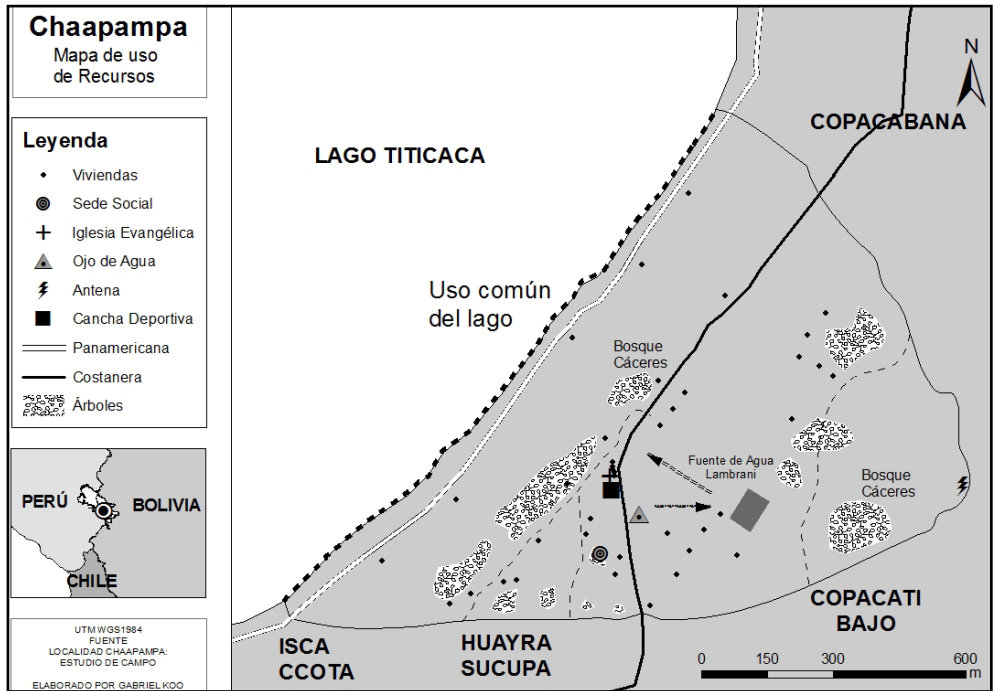 Chaapampa
Mapa de uso
de Recursos
Leyenda
Viviendas
Sede Social
Iglesia Evangélica
Ojo de Agua
Antena
Cancha Deportiva
Panamericana
Costanera
Árboles
PERÚ
BOLIVIA
CHILE
UTM WGS1984
FUENTE
LOCALIDAD CHAAPAMPA:
ESTUDIO DE CAMPO
ELABORADO POR GABRIEL KOO
N
COPACABANA
LAGO TITICACA
Uso común
del lago
Bosque
Cáceres
Fuente de Agua
Lambrani
Bosque
Cáceres
COPACATI
BAJO
ISCA
CCOTA
HUAYRA
SUCUPA
0 150 300 600
m